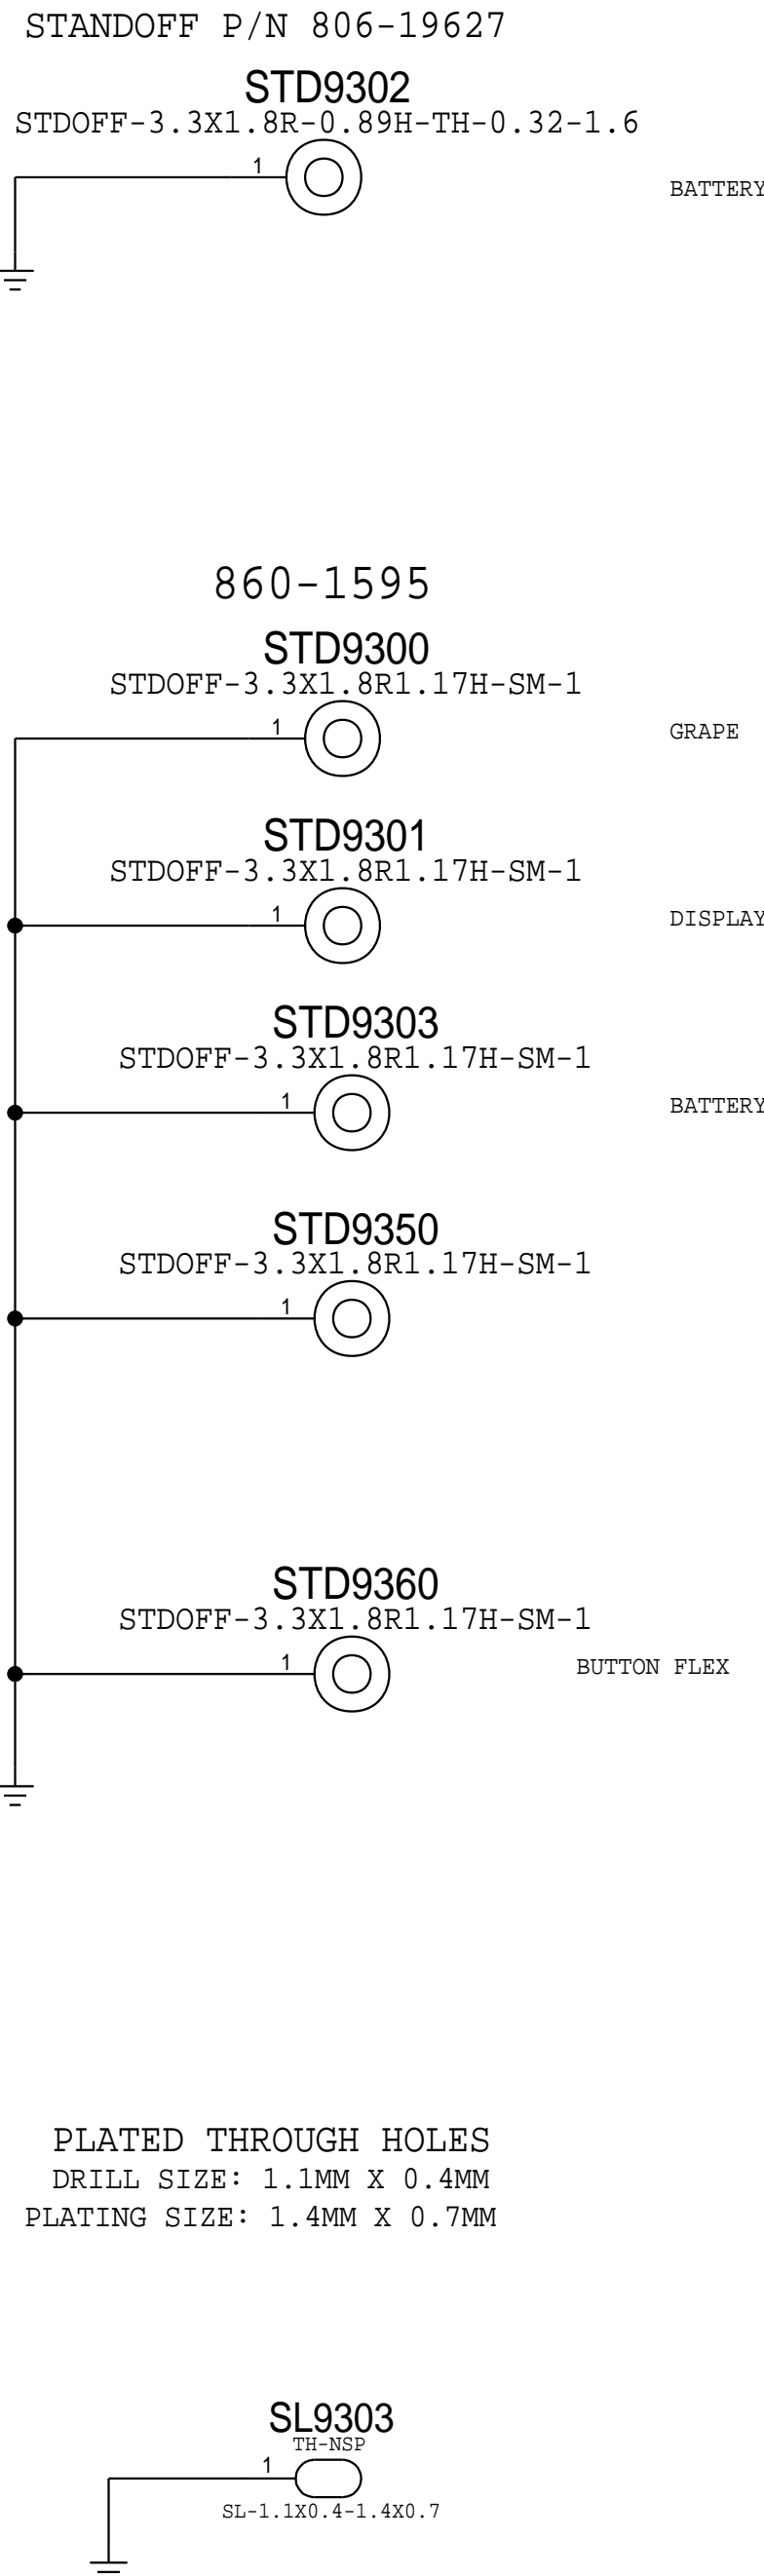 STANDOFF P/N 806-19627
STD9302
STDOFF-3.3X1.8R-0.89H-TH-0.32-1.6
1
BATTERY
860-1595
STD9300
STDOFF-3.3X1.8R1.17H-SM-1
1
GRAPE
STD9301
STDOFF-3.3X1.8R1.17H-SM-1
1
DISPLAY
STD9303
STDOFF-3.3X1.8R1.17H-SM-1
1
BATTERY
STD9350
STDOFF-3.3X1.8R1.17H-SM-1
1
STD9360
STDOFF-3.3X1.8R1.17H-SM-1
1
BUTTON FLEX
PLATED THROUGH HOLES
DRILL SIZE: 1.1MM X 0.4MM
PLATING SIZE: 1.4MM X 0.7MM
SL9303
TH-NSP
1
SL-1.1X0.4-1.4X0.7